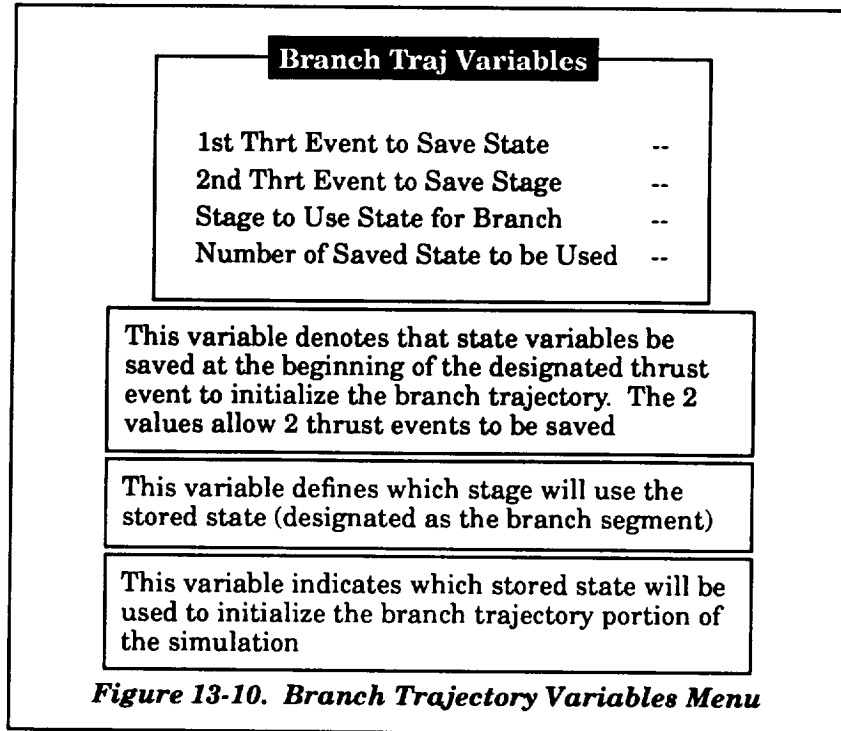 Branch Traj Variables
1st Thrt Event to Save State --
2nd Thrt Event to Save Stage --
Stage to Use State for Branch --
Number of Saved State to be Used --
This variable denotes that state variables be
saved at the beginning of the designated thrust
event to initialize the branch trajectory. The 2
values allow 2 thrust events to be saved
This variable defines which stage will use the
stored state (designated as the branch segment)
This variable indicates which stored state will be
used to initialize the branch trajectory portion of
the simulation
Figure 13-10. Branch Trajectory Variables Menu